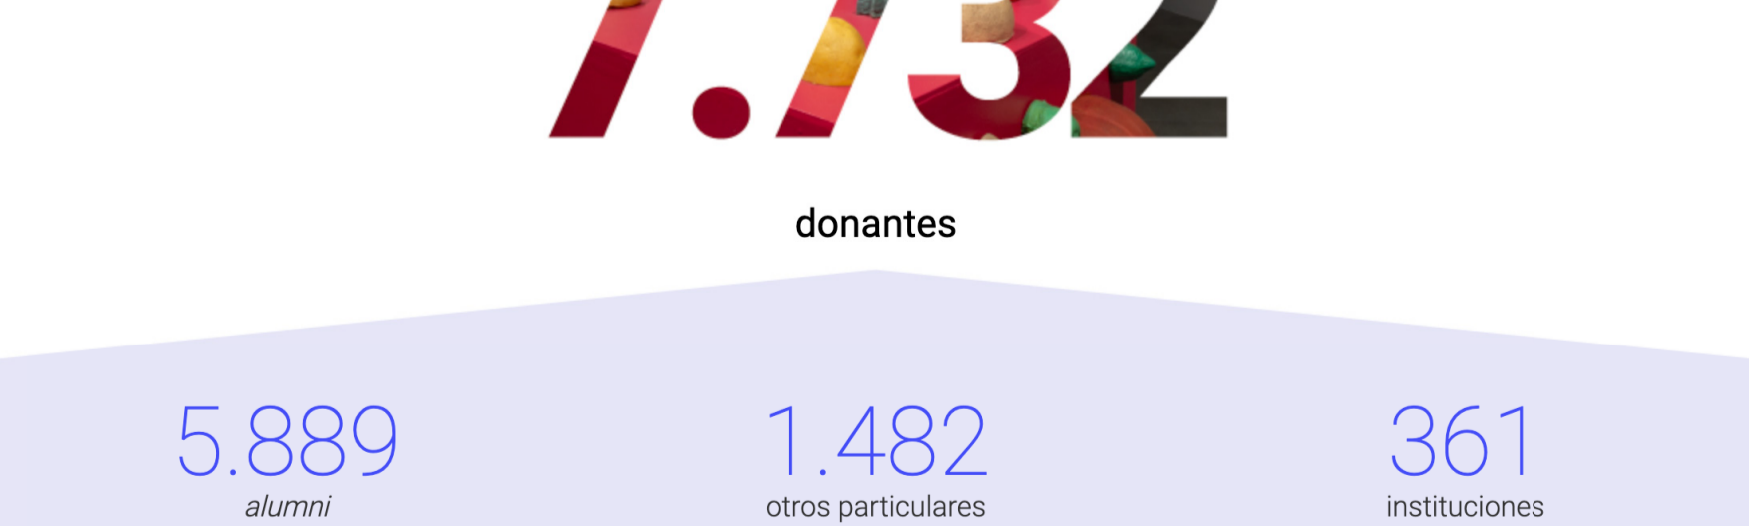 7.732
donantes
5.889 1.482 361
alumni otros particulares instituciones